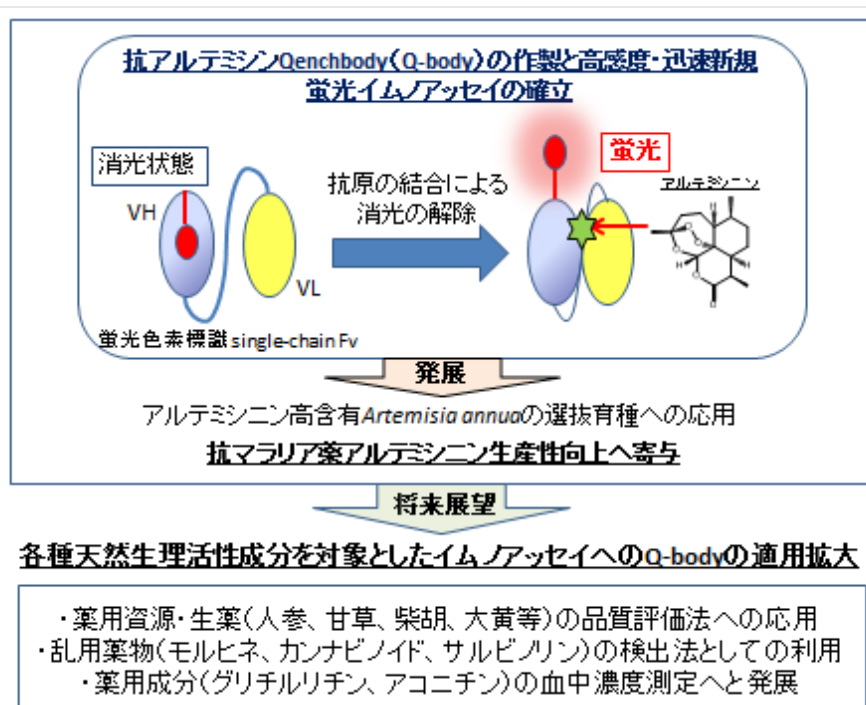 抗アルテミシンQenchbody(Q-body)の作製と高感度・迅速新規
蛍光イムノアッセイの確立
消光状態
VH
VL
蛍光色素標識 single-chain Fv
抗原の結合による
消光の解除
蛍光
アルテミシニン
H
O
O
O
H
H
O
O
発展
アルテミシニン高含有Artemisia annuaの選抜育種への応用
抗マラリア薬アルテミシニン生産性向上へ寄与
将来展望
各種天然生理活性成分を対象としたイムノアッセイへのQ-bodyの適用拡大
・薬用資源・生薬(人参、甘草、柴胡、大黄等)の品質評価法への応用
・乱用薬物(モルヒネ、カンナビノイド、サルビノリン)の検出法としての利用
・薬用成分(グリチルリチン、アコニチン)の血中濃度測定へと発展